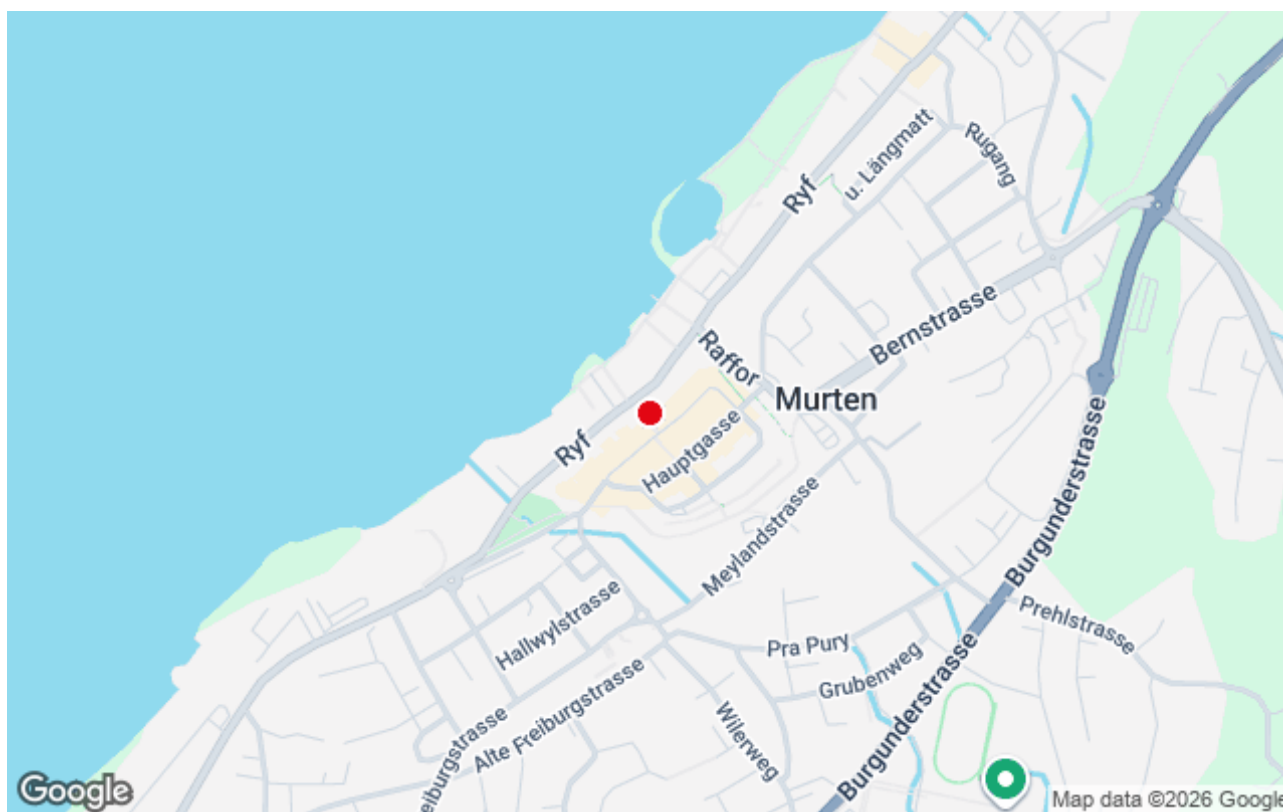 Ryf
u. Längmatt
Rugang
Bernstrasse
Raffor
Murten
Ryf
Hauptgasse
Meylandstrasse
Burgunderstrasse
Hallwylstrasse
Prehlstrasse
Pra Pury
Grubenweg
eiburgstrasse
Alte Freiburgstrasse
Wilerweg
Burgunderstrasse
Google
Map data ©2026 Google